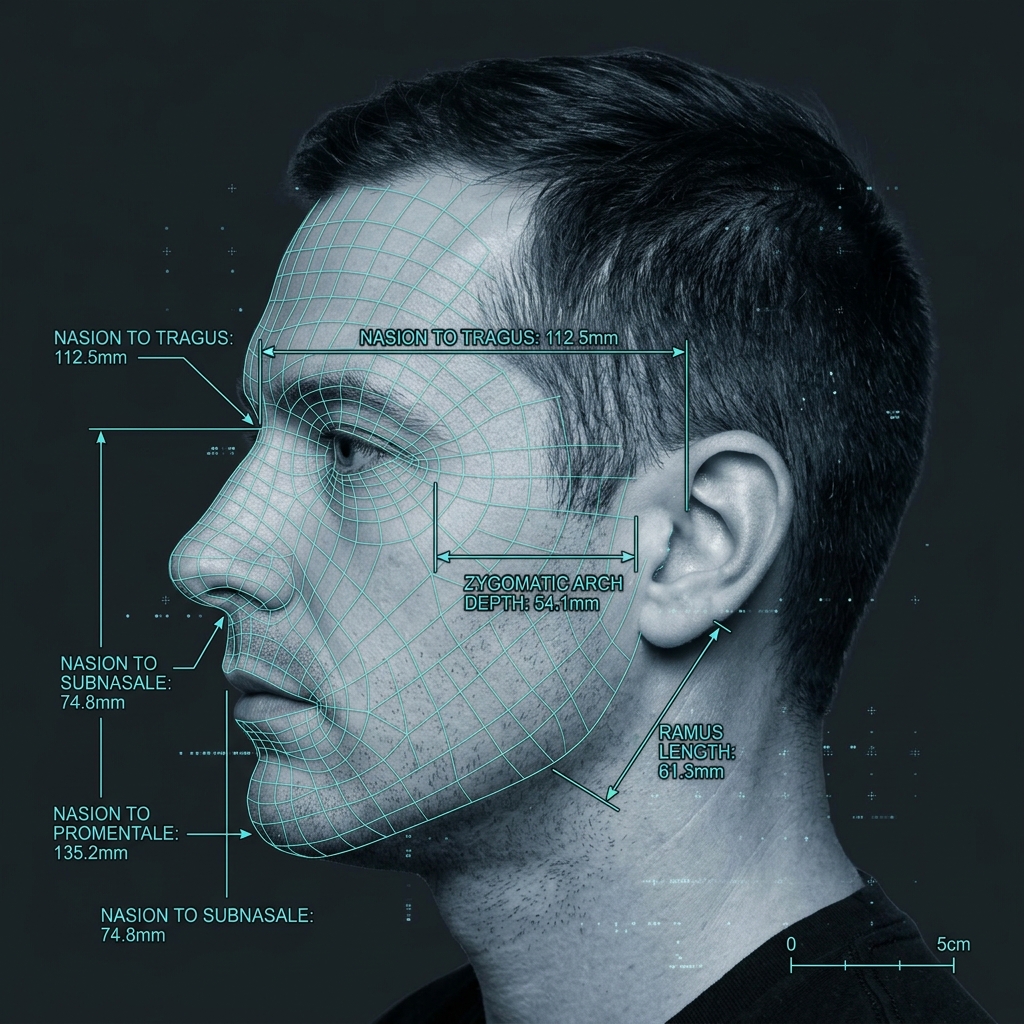 NASION TO TRAGUS:
112.5mm
NASION TO TRAGUS: 112 5mm
ZYGOMATIC ARCH
DEPTH: 54.1mm
NASION TO
SUBNASALE:
74.8mm
RAMUS
LENGTH:
61.3mm
NASION TO
PROMENTALE:
135.2mm
NASION TO SUBNASALE:
74.8mm
0 5cm